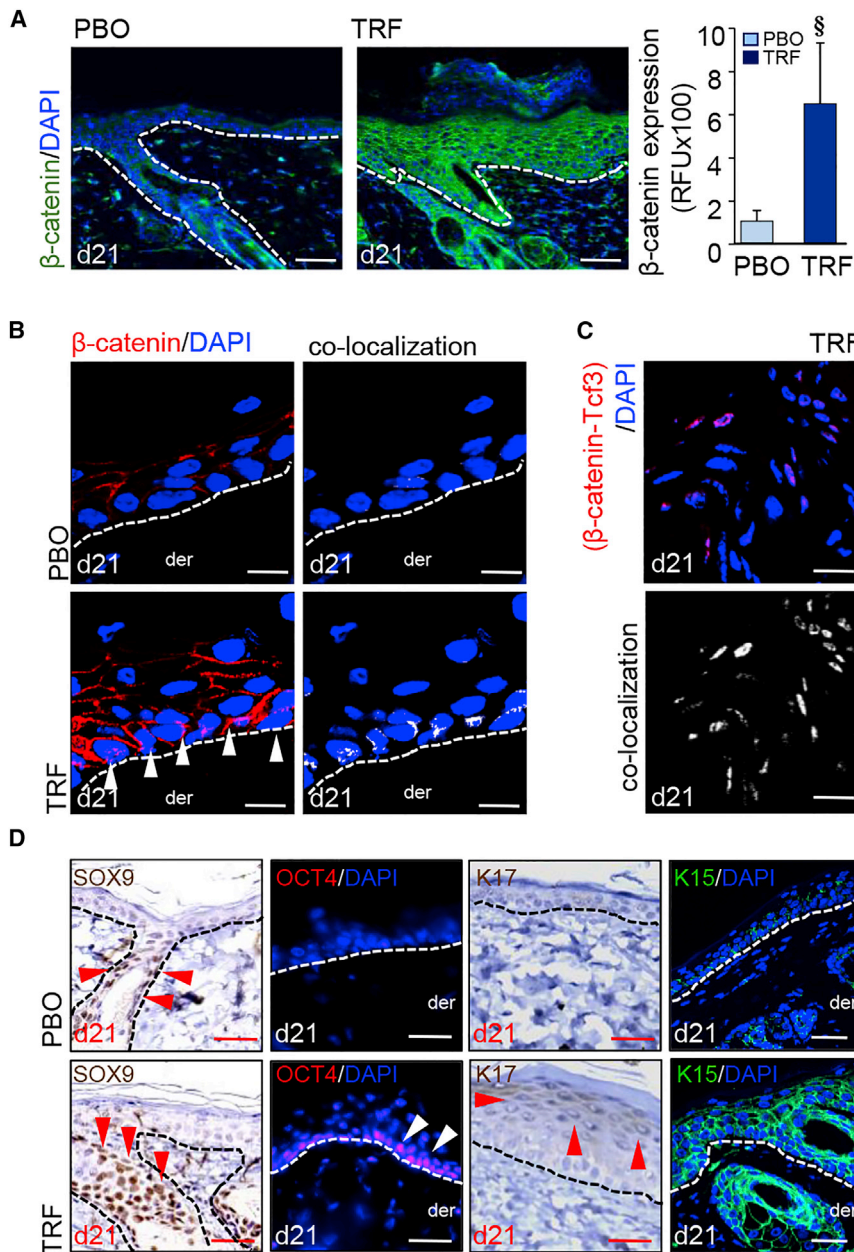 A
PBO
TRF
β-catenin/DAPI
d21
d21
β-catenin expression
(RFUx100)
10
8
6
4
2
0
PBO
TRF
§
PBO
TRF
B
β-catenin/DAPI
co-localization
PBO
d21
der
d21
der
TRF
d21
der
d21
der
C
TRF
(β-catenin-Tcf3)
/DAPI
d21
co-localization
d21
D
PBO
SOX9
d21
OCT4/DAPI
der
d21
K17
d21
K15/DAPI
der
d21
TRF
SOX9
d21
OCT4/DAPI
der
d21
K17
d21
K15/DAPI
der
d21